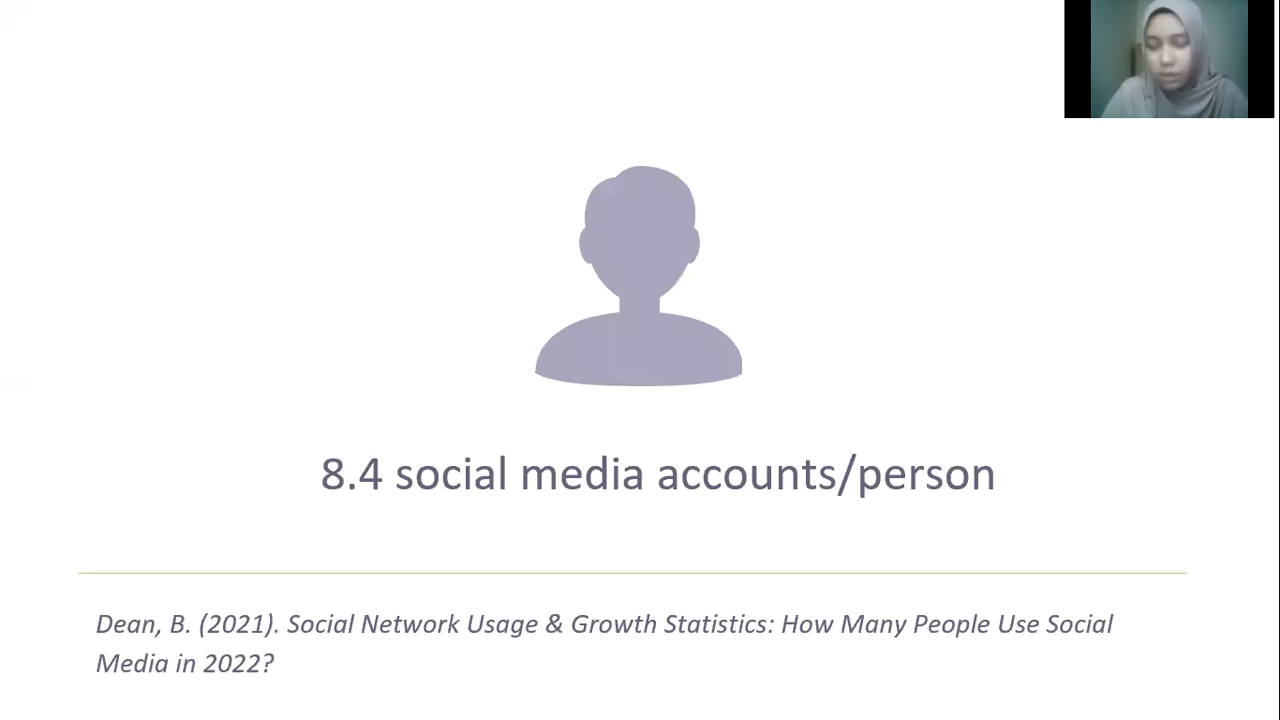 8.4 social media accounts/person
Dean, B. (2021). Social Network Usage & Growth Statistics: How Many People Use Social
Media in 2022?